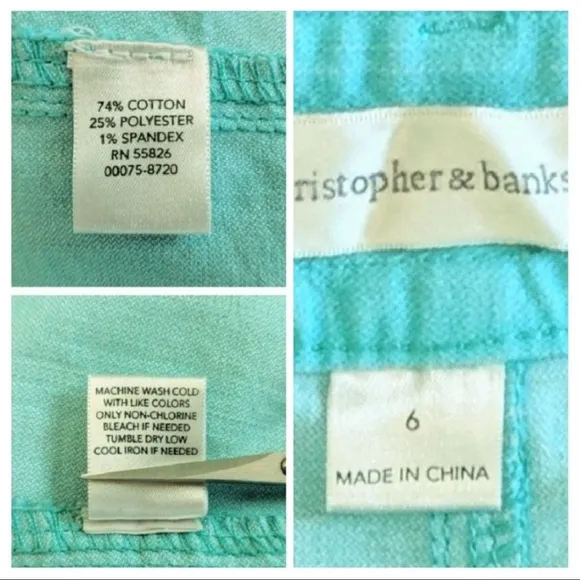 74% COTTON
25% POLYESTER
1% SPANDEX
RN 55826
00075-8720
ristopher & banks
6
MADE IN CHINA
MACHINE WASH COLD
WITH LIKE COLORS
ONLY NON-CHLORINE
BLEACH IF NEEDED
TUMBLE DRY LOW
COOL IRON IF NEEDED